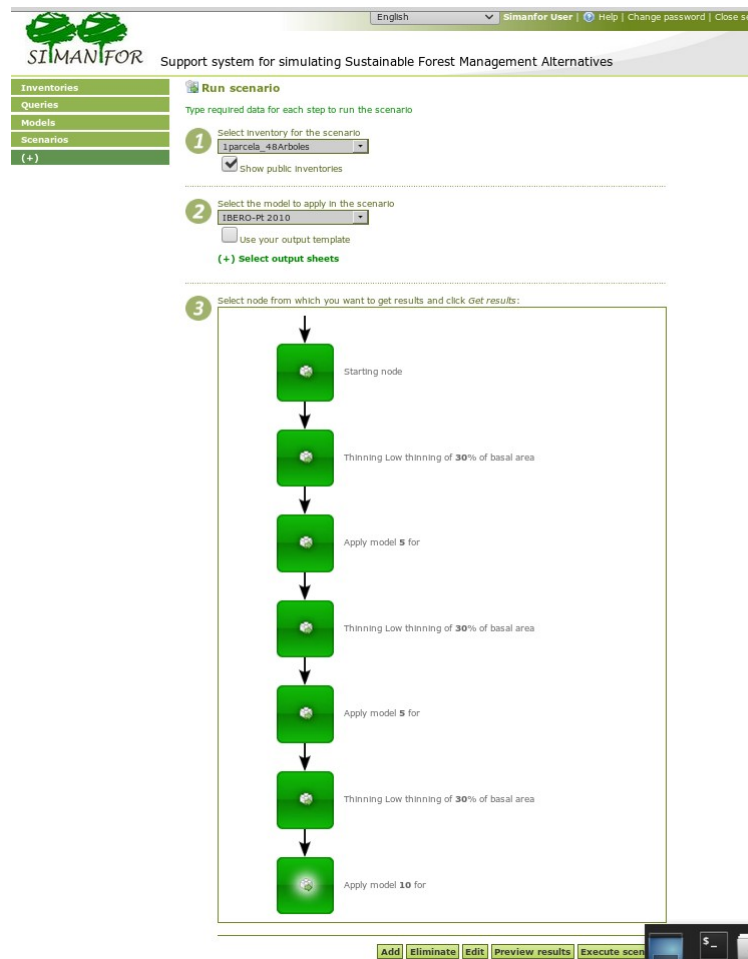 English Simanfor User | Help | Change password | Close
SIMANFOR
Support system for simulating Sustainable Forest Management Alternatives
Inventories
Queries
Models
Scenarios
(+)
Run scenario
Type required data for each step to run the scenario
1
Select inventory for the scenario
1parcela_48Arboles
Show public inventories
2
Select the model to apply in the scenario
IBERO-Pt 2010
Use your output template
(+) Select output sheets
3
Select node from which you want to get results and click Get results:
Starting node
Thinning Low thinning of 30% of basal area
Apply model 5 for
Thinning Low thinning of 30% of basal area
Apply model 5 for
Thinning Low thinning of 30% of basal area
Apply model 10 for
Add Eliminate Edit Preview results Execute scen
$_